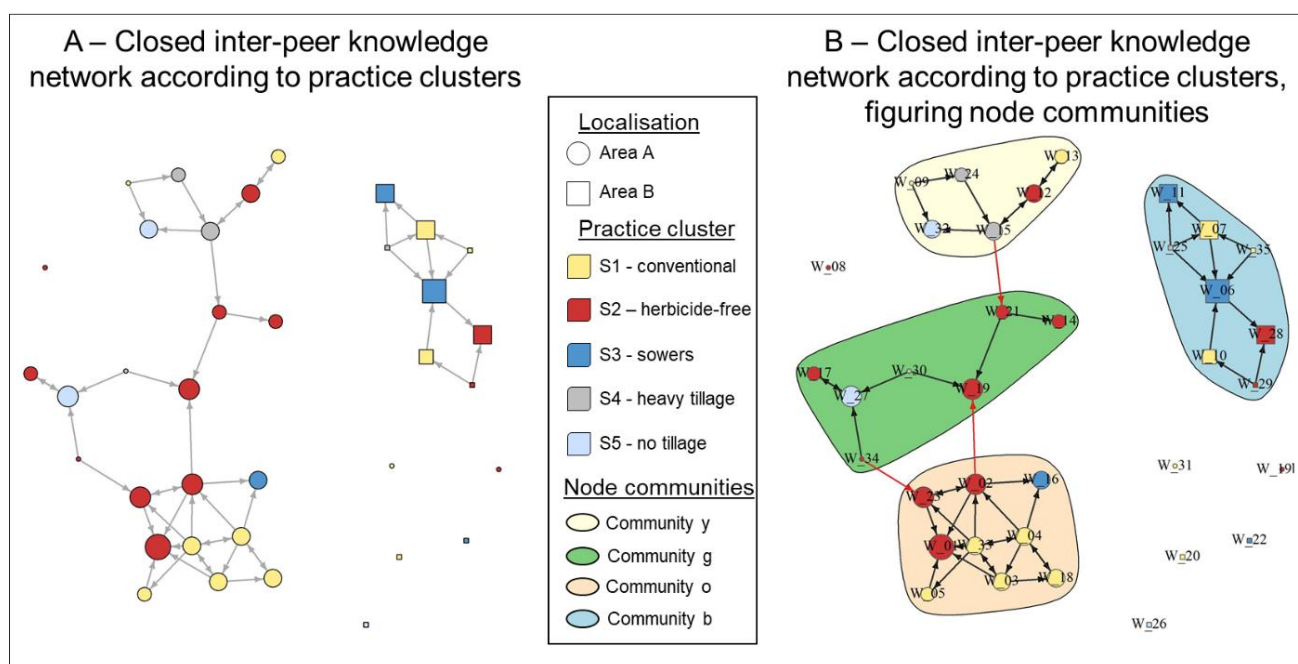 A – Closed inter-peer knowledge
network according to practice clusters
Localisation
Area A
Area B
Practice cluster
S1 - conventional
S2 – herbicide-free
S3 - sowers
S4 – heavy tillage
S5 - no tillage
Node communities
Community y
Community g
Community o
Community b
B – Closed inter-peer knowledge
network according to practice clusters,
figuring node communities
W_13
W_24
W_09
W_12
W_15
W_11
W_07
W_25
W_35
W_08
W_06
W_21
W_14
W_28
W_10
W_17
W_30
W_29
W_19
W_27
W_34
W_31
W_02
W_16
W_23
W_04
W_01
W_22
W_20
W_03
W_18
W_05
W_26